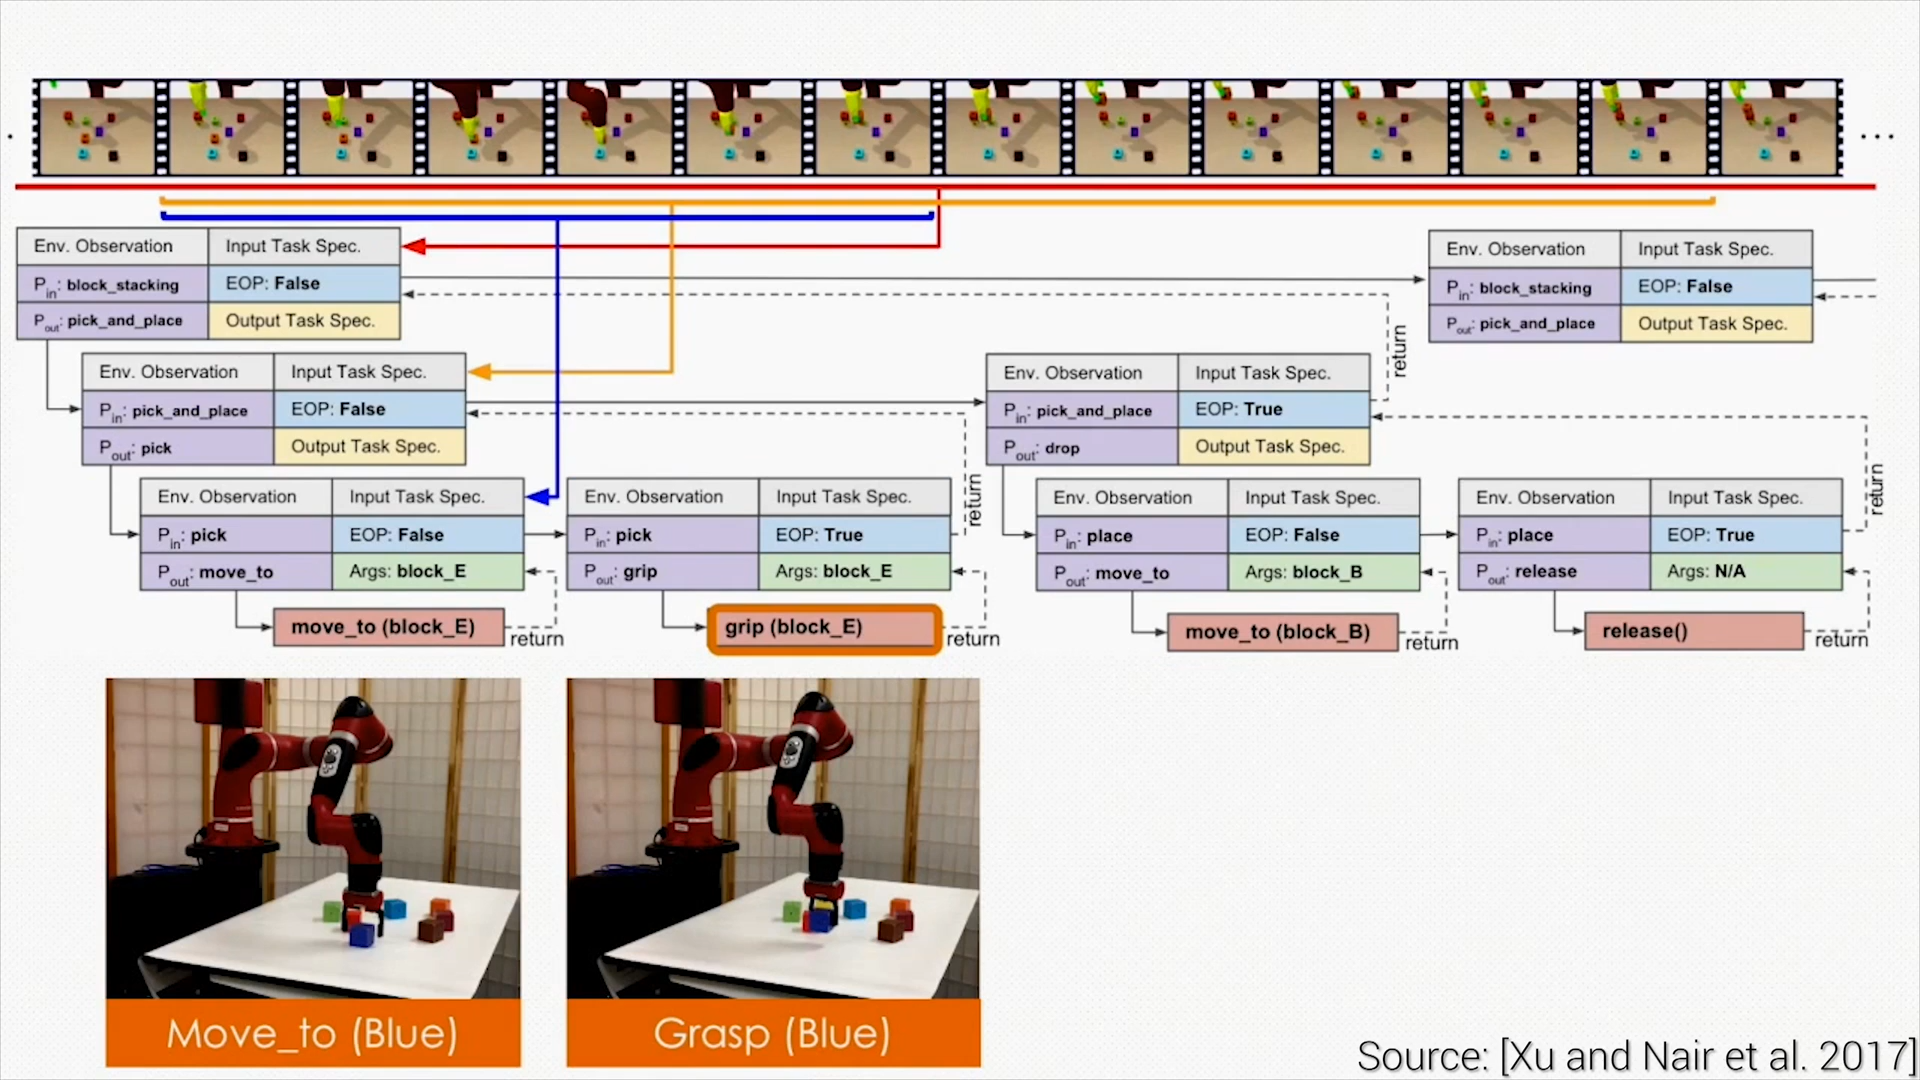 Env. Observation Input Task Spec.
Pin: block_stacking EOP: False
Pout: pick_and_place Output Task Spec.
Env. Observation Input Task Spec.
Pin: block_stacking EOP: False
Pout: pick_and_place Output Task Spec.
return
Env. Observation Input Task Spec.
Pin: pick_and_place EOP: False
Pout: pick Output Task Spec.
Env. Observation Input Task Spec.
Pin: pick_and_place EOP: True
Pout: drop Output Task Spec.
Env. Observation Input Task Spec.
Pin: pick EOP: False
Pout: move_to Args: block_E
Env. Observation Input Task Spec.
Pin: pick EOP: True
Pout: grip Args: block_E
return
Env. Observation Input Task Spec.
Pin: place EOP: False
Pout: move_to Args: block_B
Env. Observation Input Task Spec.
Pin: place EOP: True
Pout: release Args: N/A
return
move_to (block_E)
return
grip (block_E)
return
move_to (block_B)
return
release()
return
Move_to (Blue)
Grasp (Blue)
Source: [Xu and Nair et al. 2017]